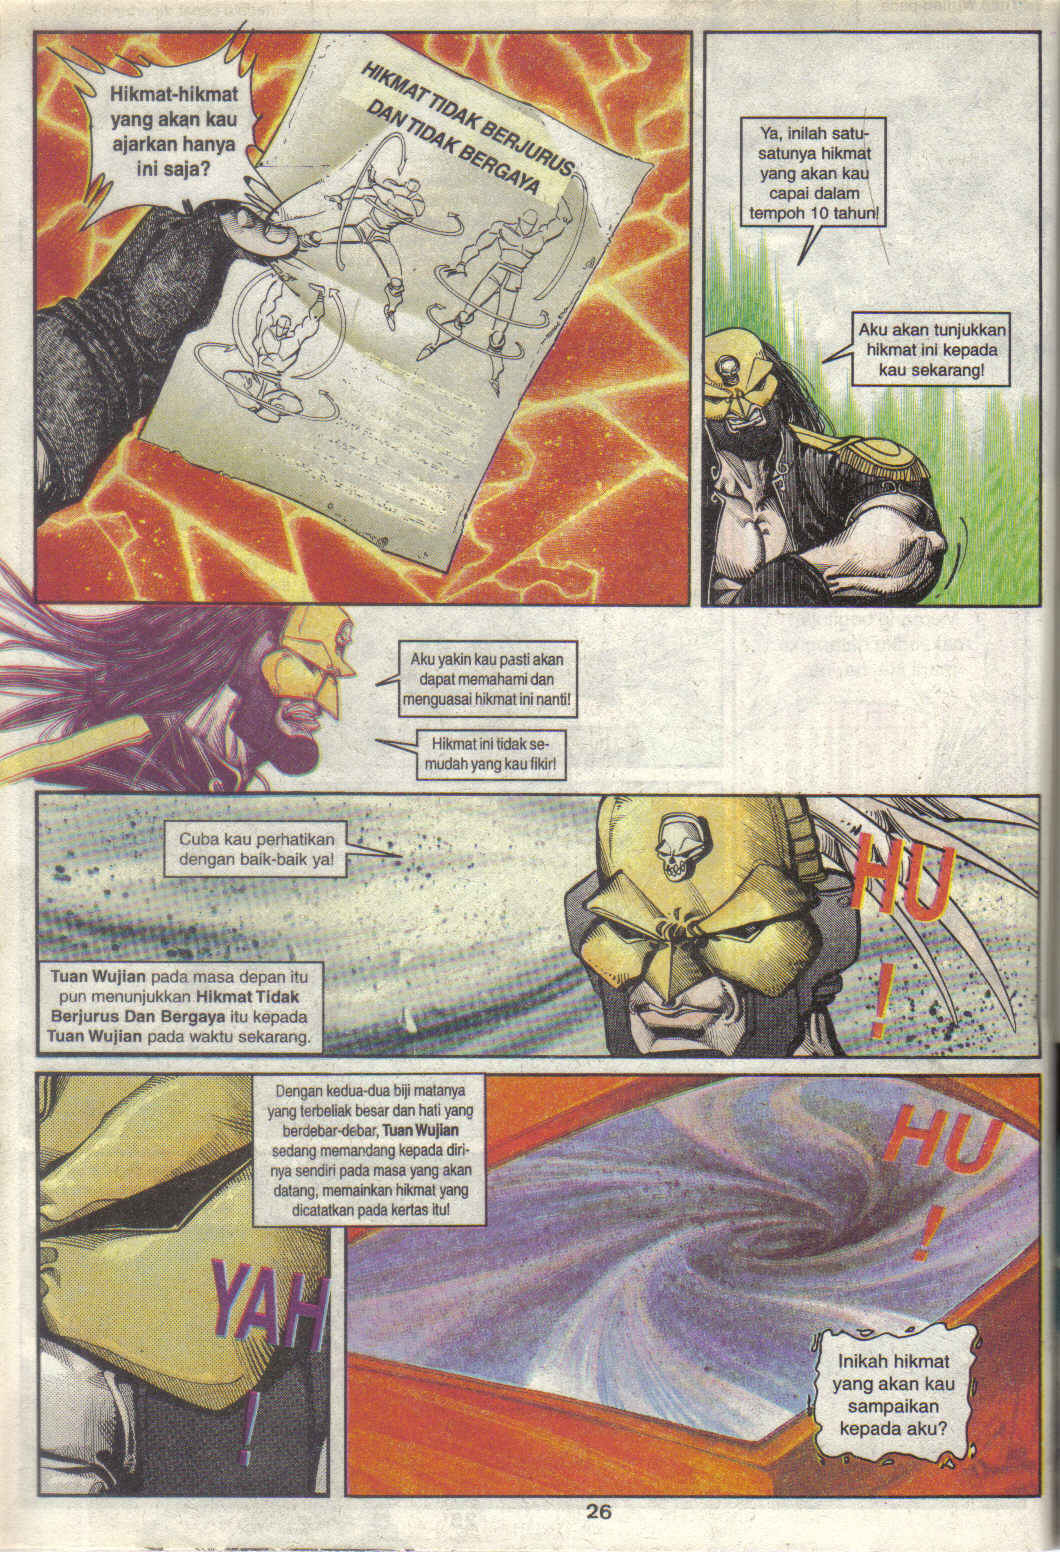 Hikmat-hikmat
yang akan kau
ajarkan hanya
ini saja?
HIKMAT TIDAK BERJURUS
DAN TIDAK BERGAYA
Ya, inilah satu-
satunya hikmat
yang akan kau
capai dalam
tempoh 10 tahun!
Aku akan tunjukkan
hikmat ini kepada
kau sekarang!
Aku yakin kau pasti akan
dapat memahami dan
menguasai hikmat ini nanti!
Hikmat ini tidak se-
mudah yang kau fikir!
Cuba kau perhatikan
dengan baik-baik ya!
HU
!
Tuan Wujian pada masa depan itu
pun menunjukkan Hikmat Tidak
Berjurus Dan Bergaya itu kepada
Tuan Wujian pada waktu sekarang.
Dengan kedua-dua biji matanya
yang terbeliak besar dan hati yang
berdebar-debar, Tuan Wujian
sedang memandang kepada diri-
nya sendiri pada masa yang akan
datang, memainkan hikmat yang
dicatatkan pada kertas itu!
YAH
!
HU
!
Inikah hikmat
yang akan kau
sampaikan
kepada aku?
26